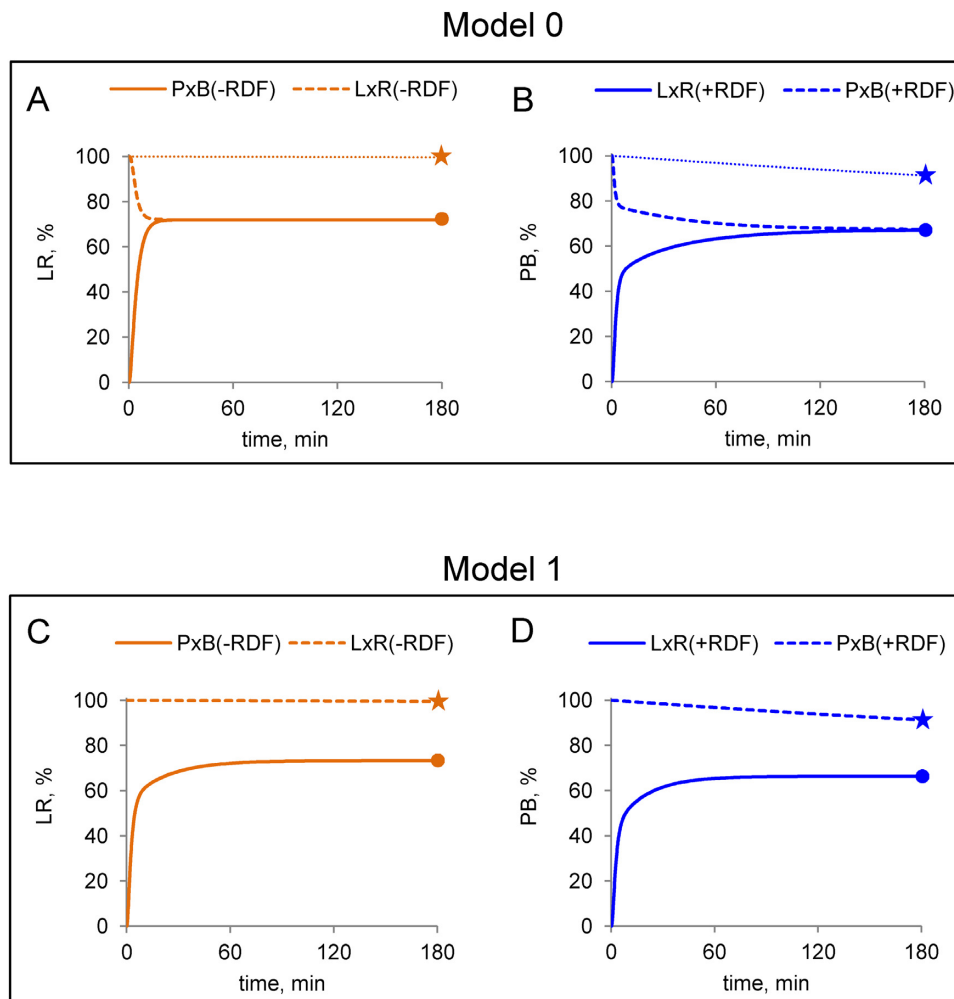 Model 0
A
PxB(-RDF) LxR(-RDF)
LR, %
100
80
60
40
20
0
0 60 120 180
time, min
B
LxR(+RDF) PxB(+RDF)
PB, %
100
80
60
40
20
0
0 60 120 180
time, min
Model 1
C
PxB(-RDF) LxR(-RDF)
LR, %
100
80
60
40
20
0
0 60 120 180
time, min
D
LxR(+RDF) PxB(+RDF)
PB, %
100
80
60
40
20
0
0 60 120 180
time, min